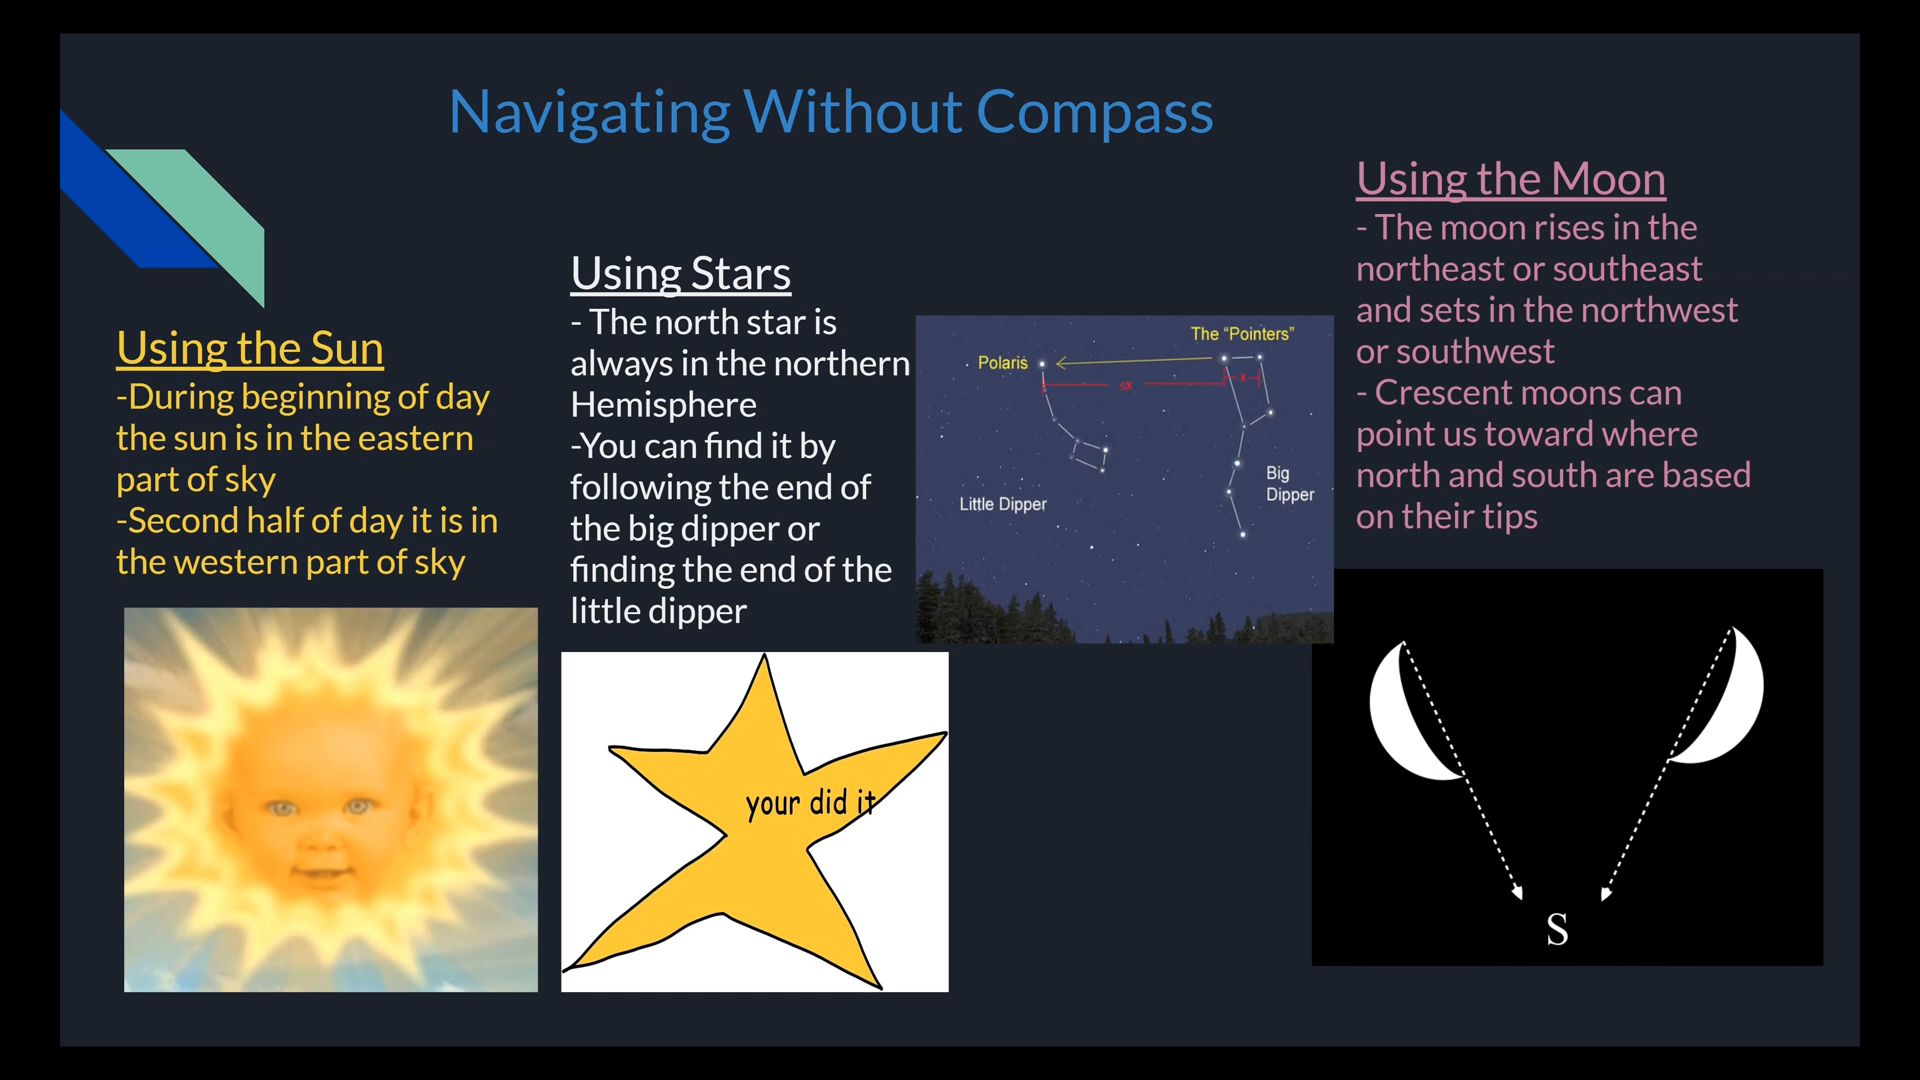 Navigating Without Compass
Using the Sun
-During beginning of day
the sun is in the eastern
part of sky
-Second half of day it is in
the western part of sky
Using Stars
- The north star is
always in the northern
Hemisphere
-You can find it by
following the end of
the big dipper or
finding the end of the
little dipper
your did it
The “Pointers”
Polaris
6X
X
Big
Dipper
Little Dipper
Using the Moon
- The moon rises in the
northeast or southeast
and sets in the northwest
or southwest
- Crescent moons can
point us toward where
north and south are based
on their tips
S